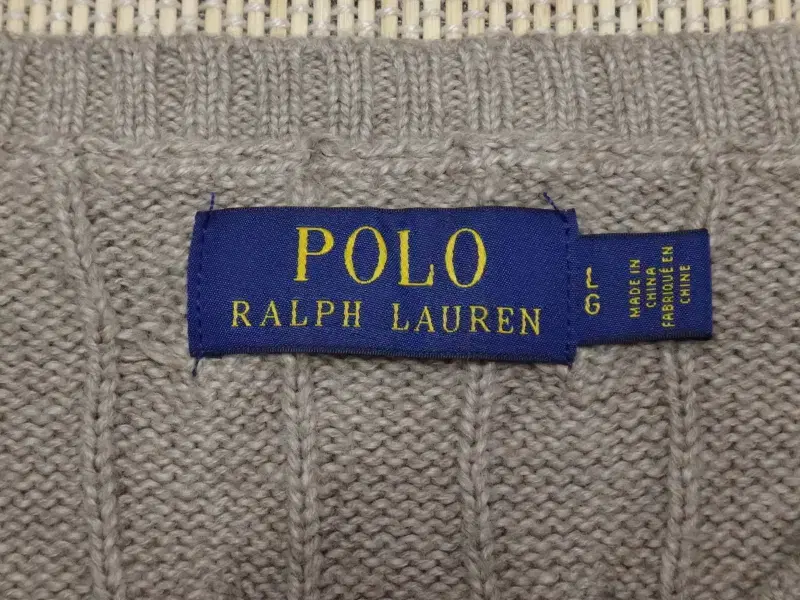 POLO
RALPH LAUREN
L
G
MADE IN
CHINA
FABRIQUÉ EN
CHINE